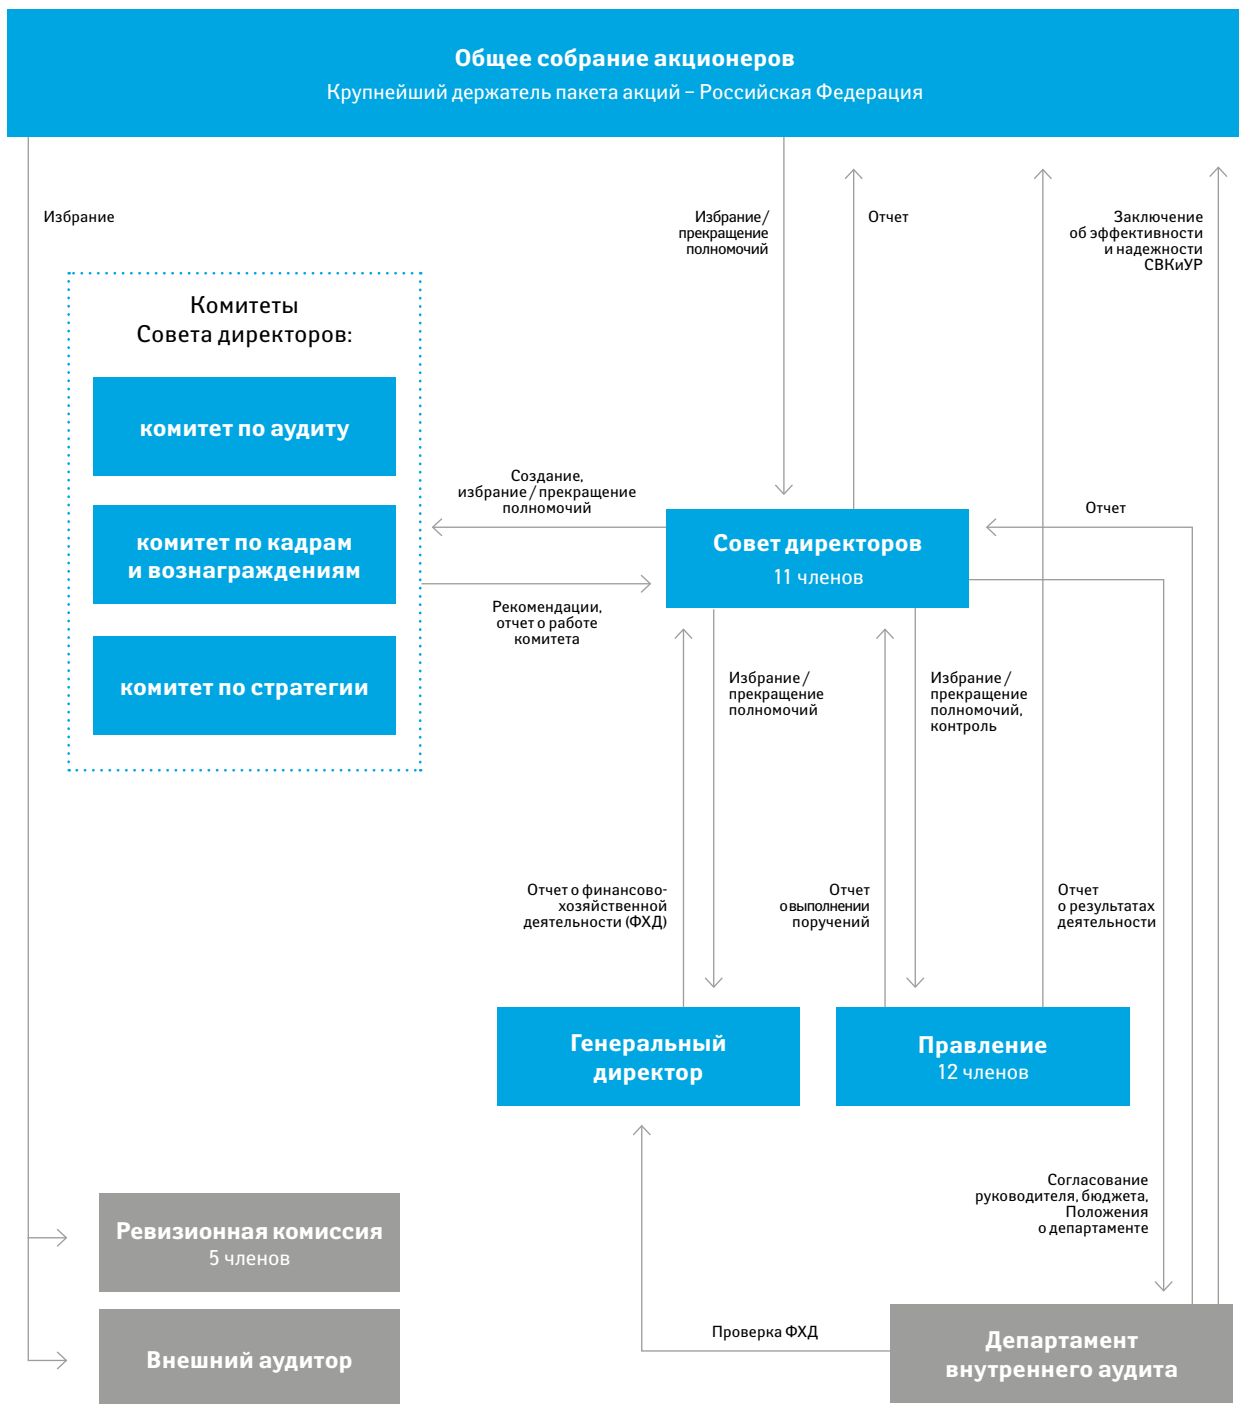 Общее собрание акционеров
Крупнейший держатель пакета акций – Российская Федерация
Избрание
Избрание/
прекращение
полномочий
Отчет
Заключение
об эффективности
и надежности
СВКиУР
Комитеты
Совета директоров:
комитет по аудиту
комитет по кадрам
и вознаграждениям
комитет по стратегии
Создание,
избрание / прекращение
полномочий
Рекомендации,
отчет о работе
комитета
Совет директоров
11 членов
Отчет
Избрание /
прекращение
полномочий
Избрание /
прекращение
полномочий,
контроль
Отчет о финансово-
хозяйственной
деятельности (ФХД)
Отчет
о выполнении
поручений
Отчет
о результатах
деятельности
Генеральный
директор
Правление
12 членов
Согласование
руководителя, бюджета,
Положения
о департаменте
Ревизионная комиссия
5 членов
Внешний аудитор
Проверка ФХД
Департамент
внутреннего аудита